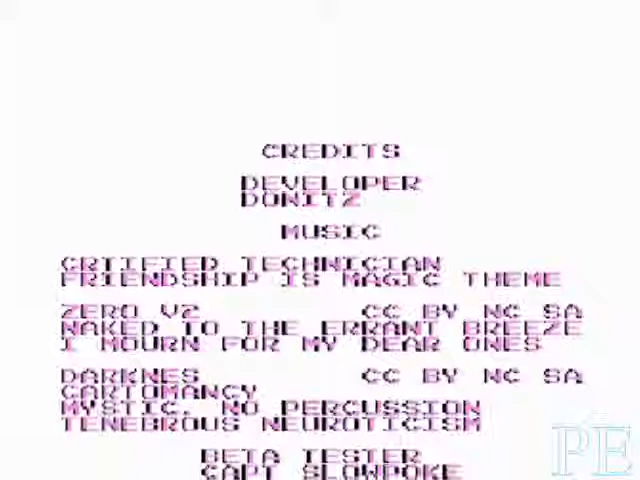 CREDITS
DEVELOPER
DONITZ
MUSIC
CRTIFIED TECHNICIAN
FRIENDSHIP IS MAGIC THEME
ZERO V2 CC BY NC SA
NAKED TO THE ERRANT BREEZE
I MOURN FOR MY DEAR ONES
DARKNES CC BY NC SA
CARTOMANCY
MYSTIC, NO PERCUSSION
TENEBROUS NEUROTICISM
BETA TESTER
CAPT SLOWPOKE
PE